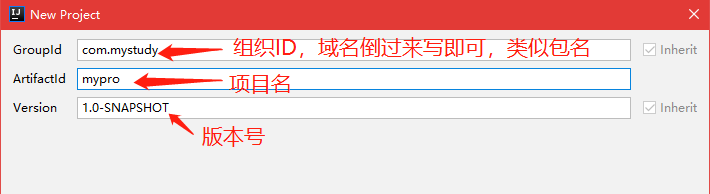 New Project
GroupId com.mystudy 组织ID，域名倒过来写即可，类似包名 Inherit
ArtifactId mypro 项目名
Version 1.0-SNAPSHOT Inherit
版本号